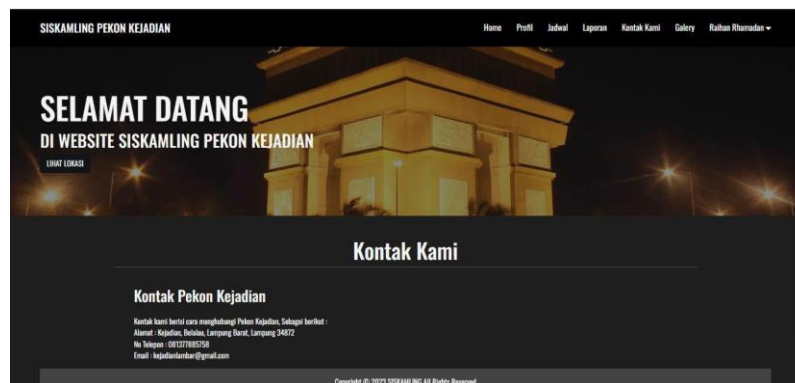 SISKAMLING PEKON KEJADIAN
Home Profil Jadwal Laporan Kontak Kami Galery Raihan Rhamadan
SELAMAT DATANG
DI WEBSITE SISKAMLING PEKON KEJADIAN
LIHAT LOKASI
Kontak Kami
Kontak Pekon Kejadian
Kontak kami berisi cara menghubungi Pekon Kejadian, Sebagai berikut :
Alamat : Kejadian, Belalau, Lampung Barat, Lampung 34872
No Telepon : 081377885758
Email : kejadianlambar@gmail.com
Copyright © 2023 SISKAMLING All Rights Reserved